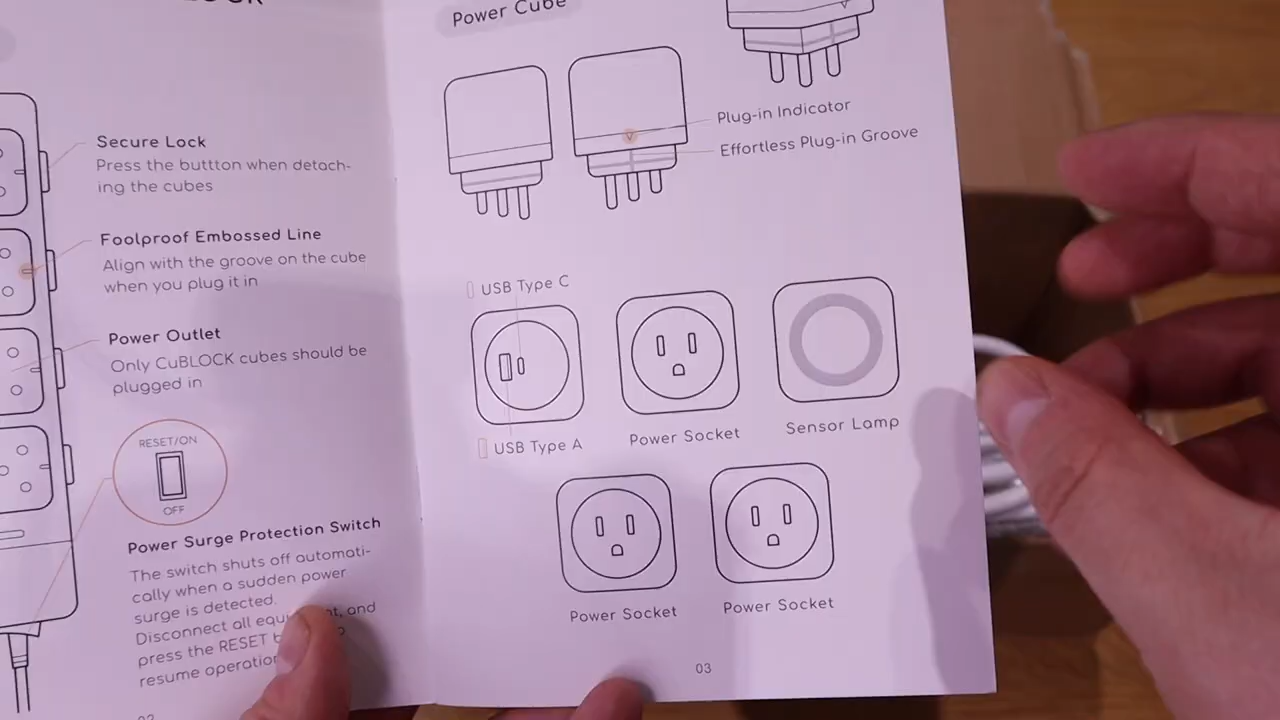 Secure Lock
Press the buttton when detach-
ing the cubes
Foolproof Embossed Line
Align with the groove on the cube
when you plug it in
Power Outlet
Only CuBLOCK cubes should be
plugged in
RESET/ON
OFF
Power Surge Protection Switch
The switch shuts off automati-
cally when a sudden power
surge is detected.
Disconnect all and
press the RESET
resume
Power Cube
Plug-in Indicator
Effortless Plug-in Groove
USB Type C
USB Type A
Power Socket
Sensor Lamp
Power Socket
Power Socket
03